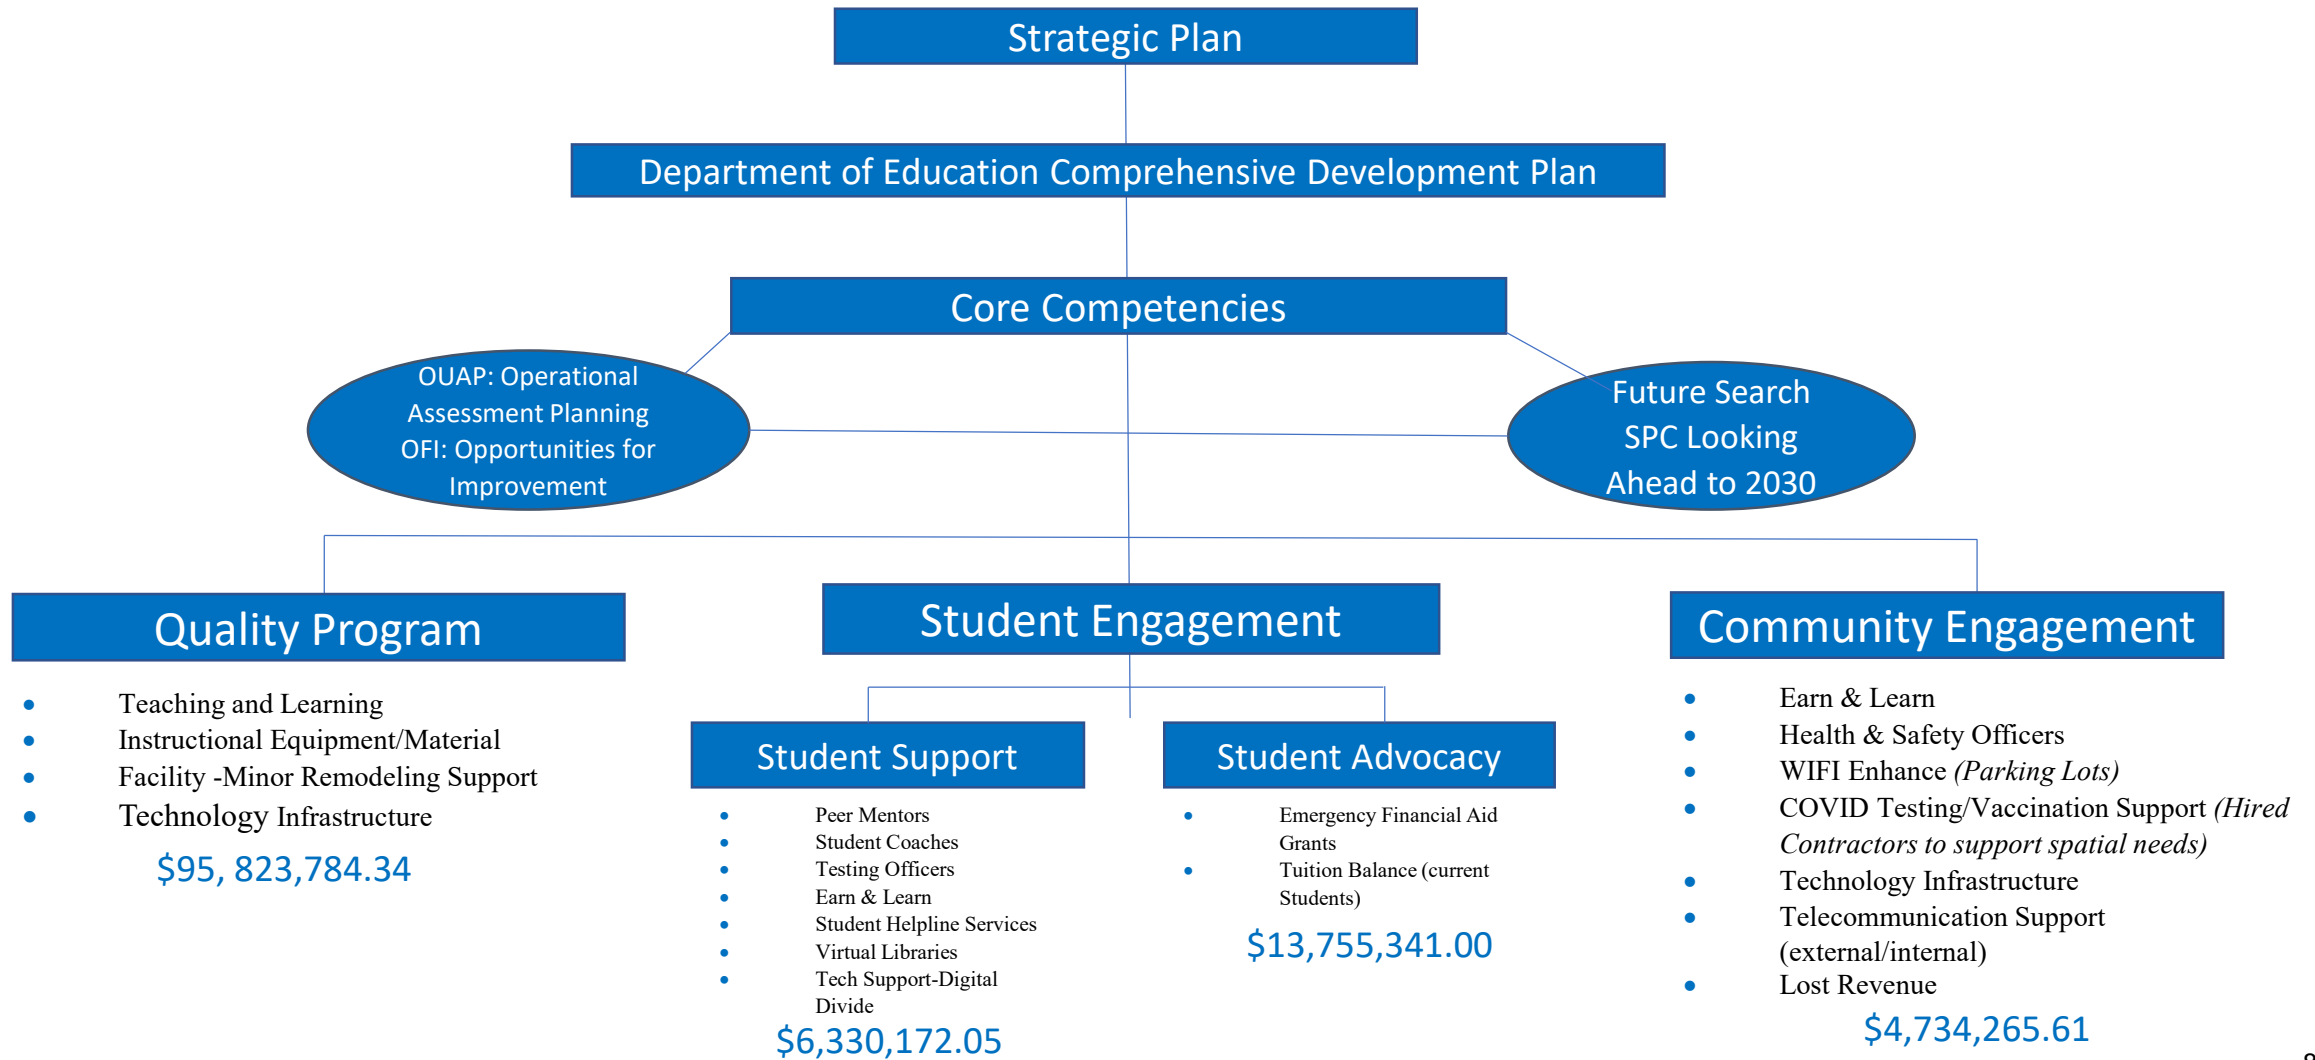 Strategic Plan
Department of Education Comprehensive Development Plan
Core Competencies
OUAP: Operational
Assessment Planning
OFI: Opportunities for
Improvement
Future Search
SPC Looking
Ahead to 2030
Quality Program
• Teaching and Learning
• Instructional Equipment/Material
• Facility -Minor Remodeling Support
• Technology Infrastructure
$95, 823,784.34
Student Engagement
Student Support
• Peer Mentors
• Student Coaches
• Testing Officers
• Earn & Learn
• Student Helpline Services
• Virtual Libraries
• Tech Support-Digital
Divide
$6,330,172.05
Student Advocacy
• Emergency Financial Aid
Grants
• Tuition Balance (current
Students)
$13,755,341.00
Community Engagement
• Earn & Learn
• Health & Safety Officers
• WIFI Enhance (Parking Lots)
• COVID Testing/Vaccination Support (Hired
Contractors to support spatial needs)
• Technology Infrastructure
• Telecommunication Support
(external/internal)
• Lost Revenue
$4,734,265.61